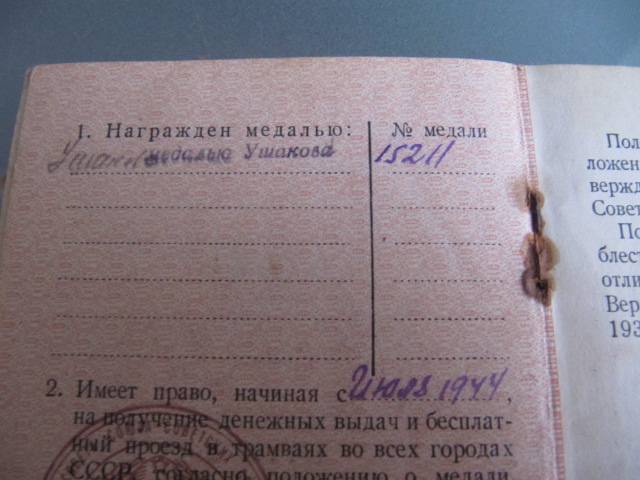 1. Награжден медалью:
№ медали
Ушакова медалью Ушакова
15211
2. Имеет право, начиная с Июля 1944,
на получение денежных выдач и бесплат-
ный проезд в трамваях во всех городах
СССР, согласно положению о медали
Пол
ложен
вержд
Совет
По
блест
отли
Вер
193